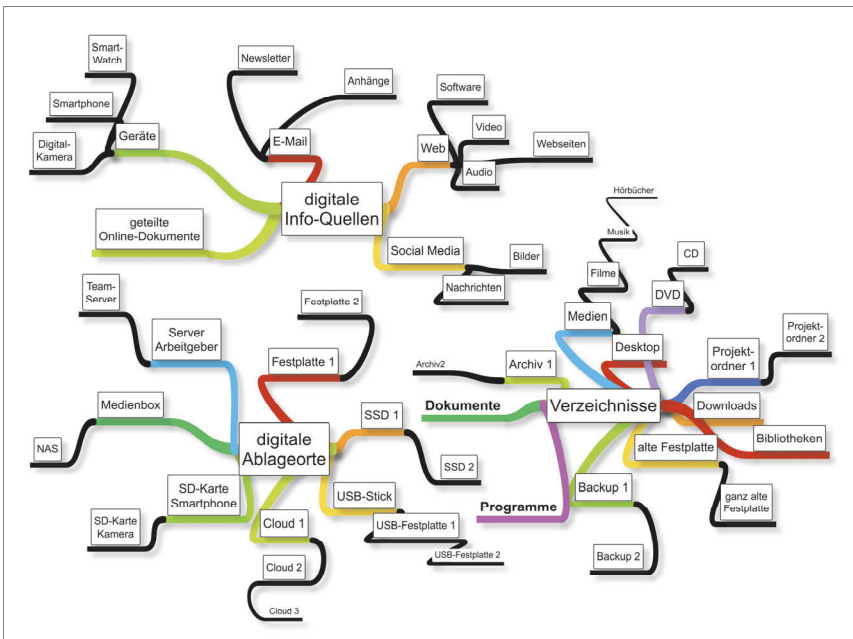 Smart-
Watch
Smartphone
Digital-
Kamera
Geräte
Newsletter
Anhänge
E-Mail
Software
Video
Web
Webseiten
Audio
digitale
Info-Quellen
geteilte
Online-Dokumente
Social Media
Bilder
Nachrichten
Hörbücher
Musik
Filme
CD
DVD
Medien
Desktop
Projekt-
ordner 1
Projekt-
ordner 2
Archiv2
Archiv 1
Dokumente
Verzeichnisse
Downloads
Bibliotheken
alte Festplatte
ganz alte
Festplatte
Programme
Backup 1
Backup 2
Team-
Server
Server
Arbeitgeber
Festplatte 2
Festplatte 1
Medienbox
NAS
digitale
Ablageorte
SSD 1
SSD 2
USB-Stick
USB-Festplatte 1
USB-Festplatte 2
SD-Karte
Smartphone
SD-Karte
Kamera
Cloud 1
Cloud 2
Cloud 3